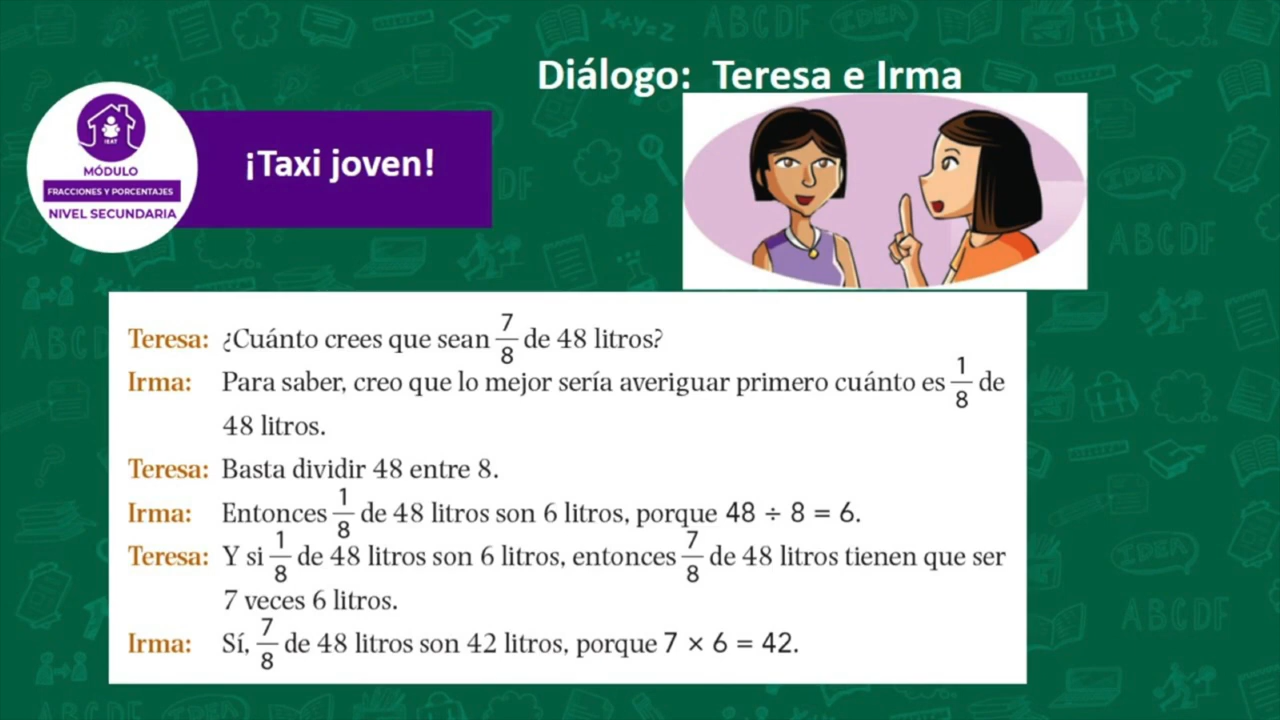 Diálogo: Teresa e Irma
ISAT
MÓDULO
FRACCIONES Y PORCENTAJES
NIVEL SECUNDARIA
¡Taxi joven!
Teresa: ¿Cuánto crees que sean 7/8 de 48 litros?
Irma: Para saber, creo que lo mejor sería averiguar primero cuánto es 1/8 de
48 litros.
Teresa: Basta dividir 48 entre 8.
Irma: Entonces 1/8 de 48 litros son 6 litros, porque 48 ÷ 8 = 6.
Teresa: Y si 1/8 de 48 litros son 6 litros, entonces 7/8 de 48 litros tienen que ser
7 veces 6 litros.
Irma: Sí, 7/8 de 48 litros son 42 litros, porque 7 × 6 = 42.